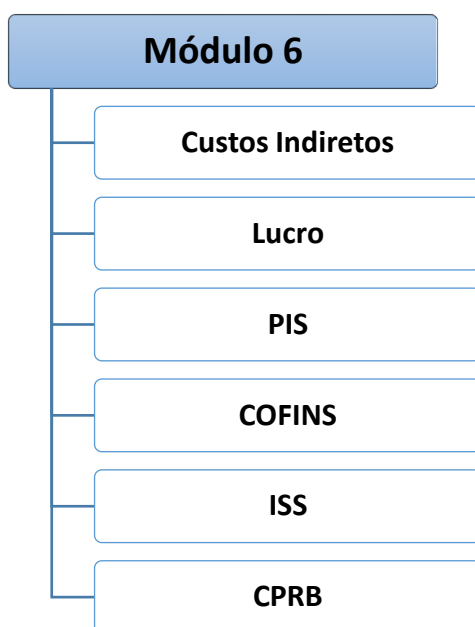 Módulo 6
Custos Indiretos
Lucro
PIS
COFINS
ISS
CPRB